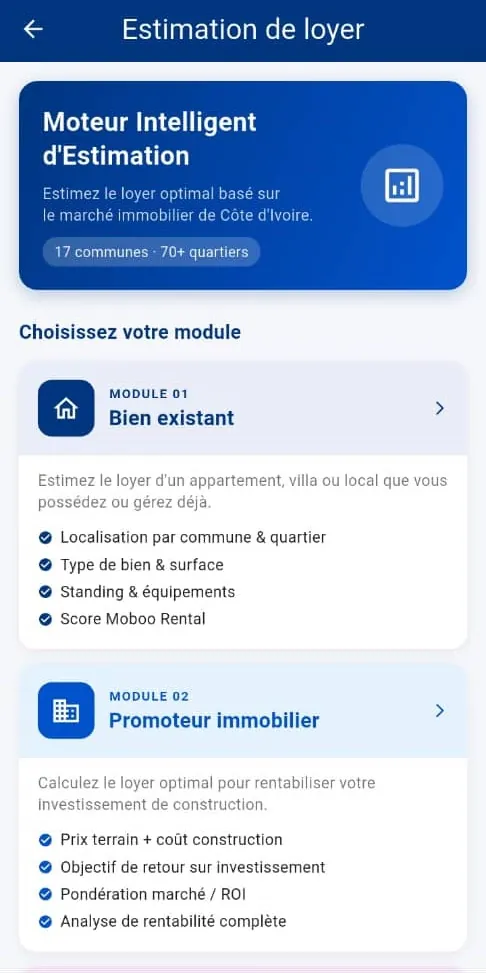 Estimation de loyer
Moteur Intelligent
d'Estimation
Estimez le loyer optimal basé sur
le marché immobilier de Côte d'Ivoire.
17 communes · 70+ quartiers
Choisissez votre module
MODULE 01
Bien existant
Estimez le loyer d'un appartement, villa ou local que vous
possédez ou gérez déjà.
Localisation par commune & quartier
Type de bien & surface
Standing & équipements
Score Moboo Rental
MODULE 02
Promoteur immobilier
Calculez le loyer optimal pour rentabiliser votre
investissement de construction.
Prix terrain + coût construction
Objectif de retour sur investissement
Pondération marché / ROI
Analyse de rentabilité complète